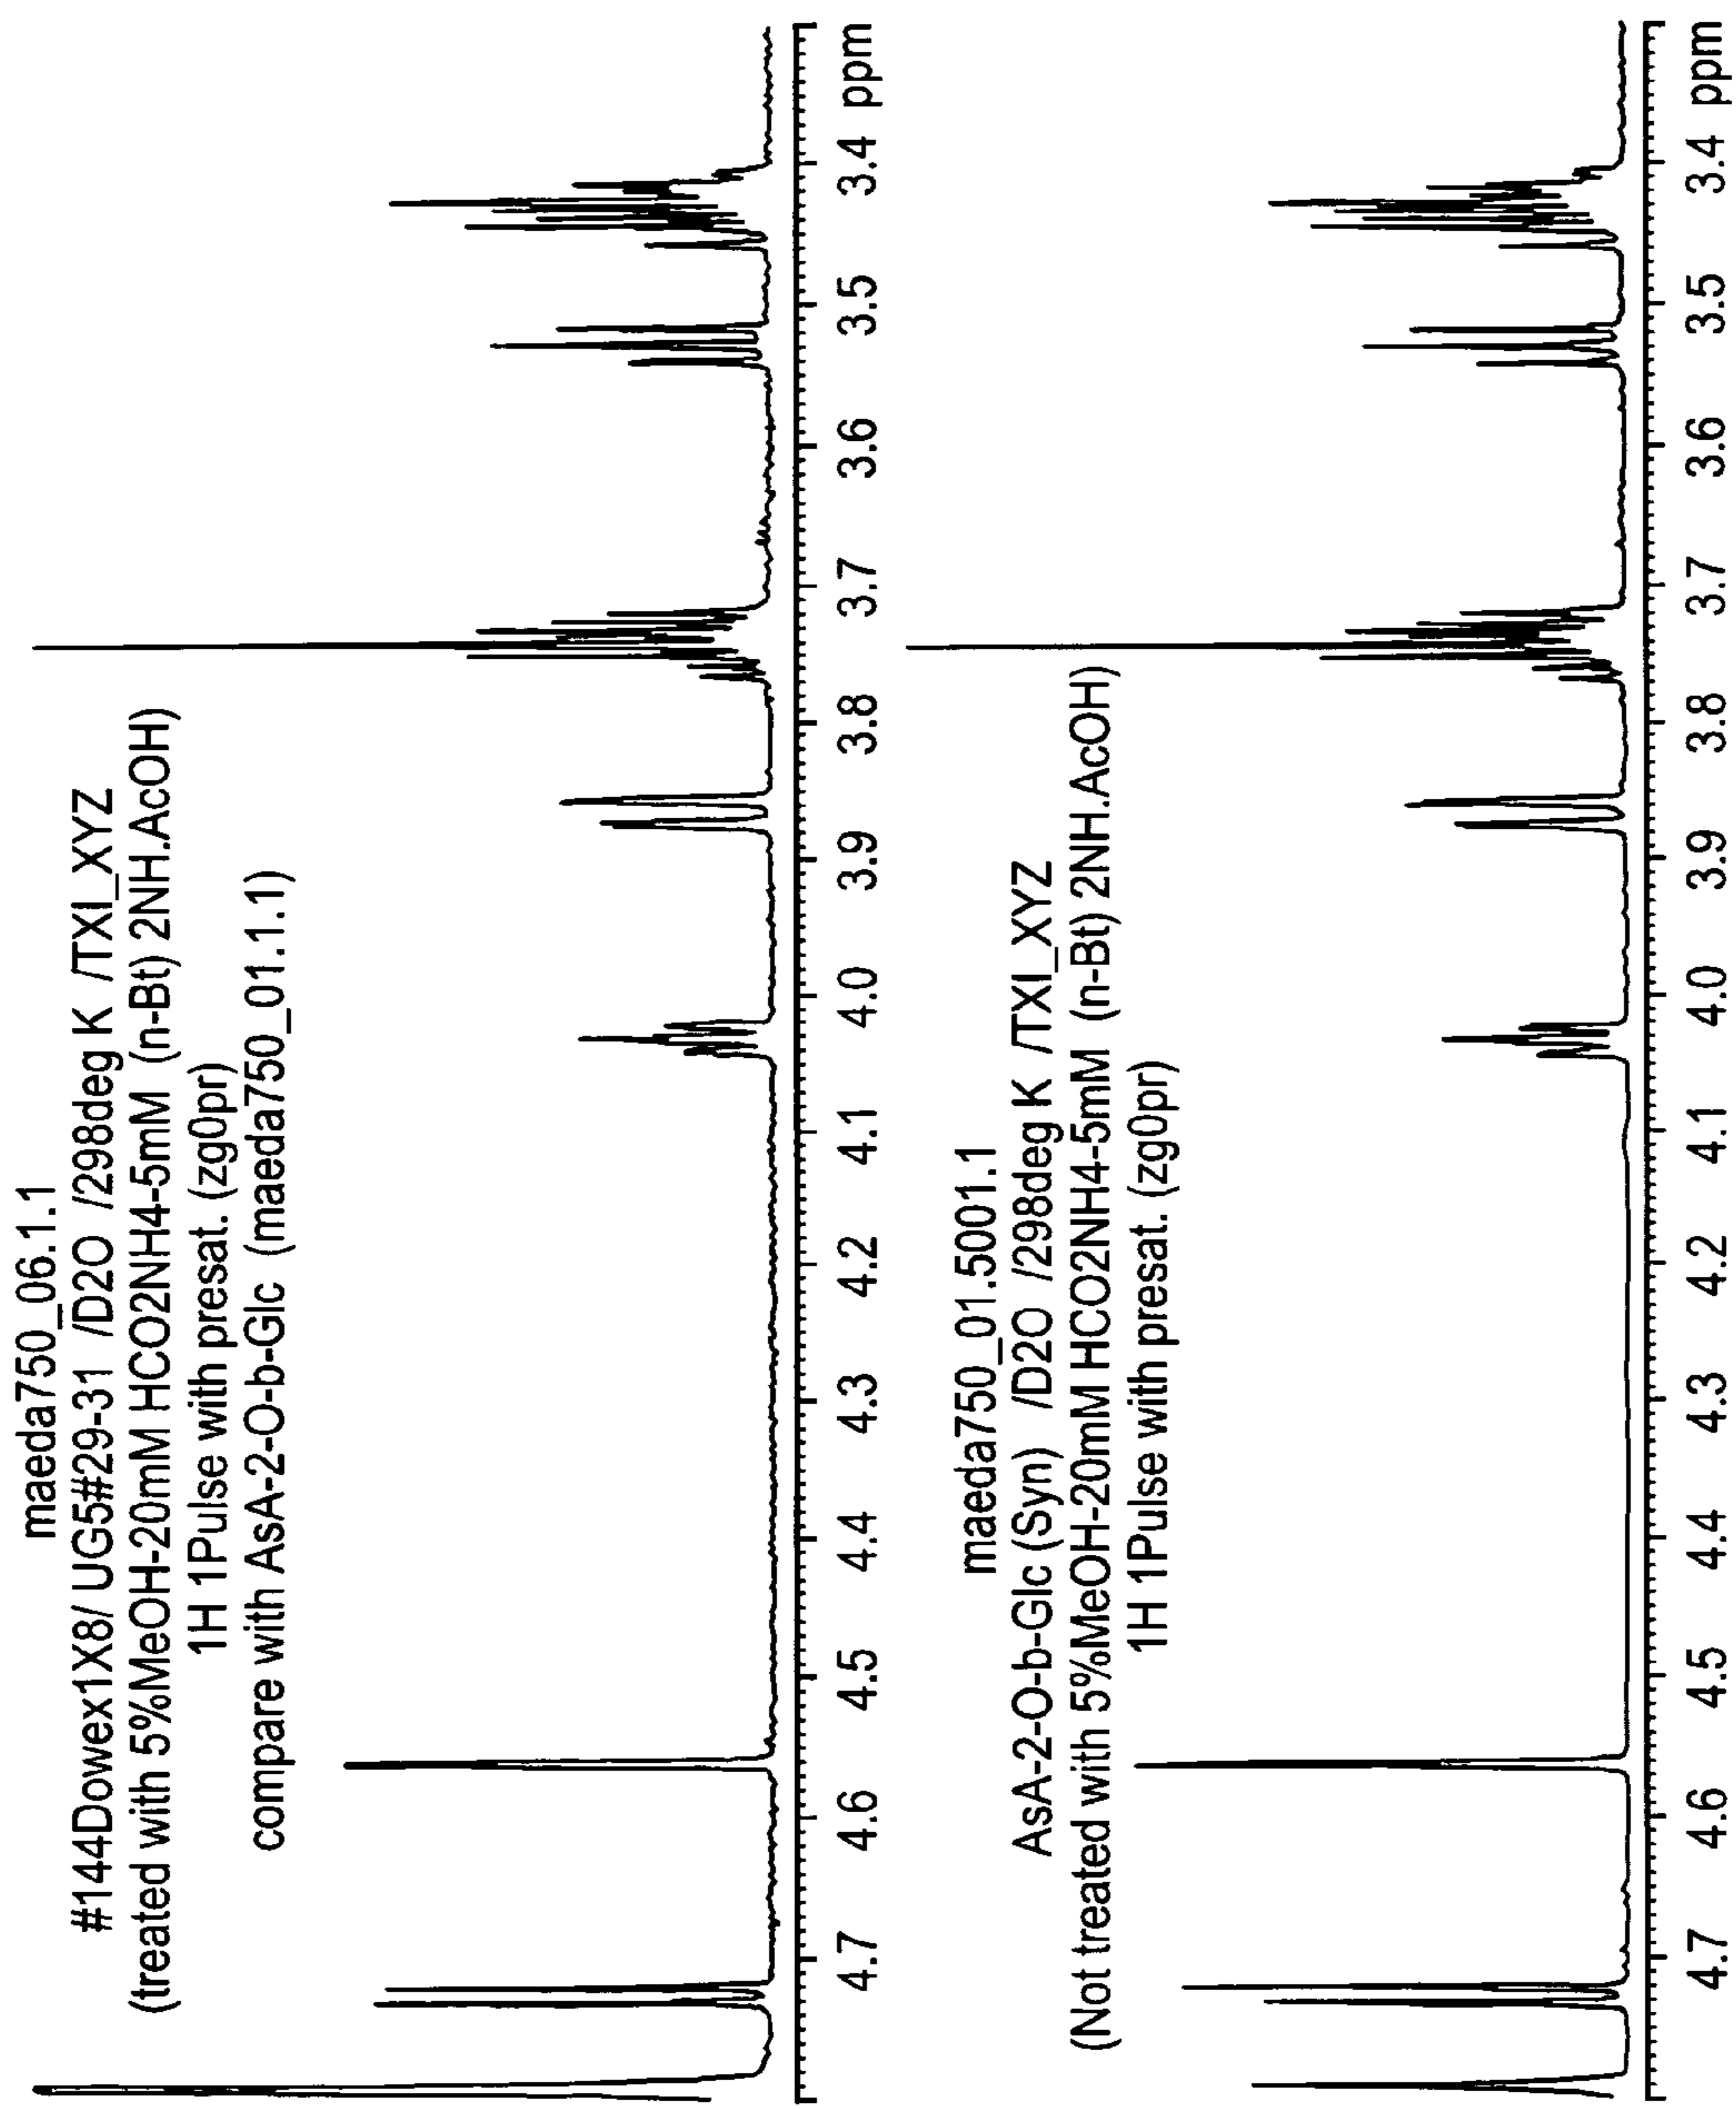 maeda750_06.1.1
#144Dowex1X8/ UG5#29-31 /D2O /298deg K /TXI_XYZ
(treated with 5%MeOH-20mM HCO2NH4-5mM (n-Bt) 2NH.AcOH)
1H 1Pulse with presat. (zg0pr)
compare with AsA-2-O-b-Glc (maeda750_01.1.1)
4.7 4.6 4.5 4.4 4.3 4.2 4.1 4.0 3.9 3.8 3.7 3.6 3.5 3.4 ppm
maeda750_01.5001.1
AsA-2-O-b-Glc (Syn) /D2O /298deg K /TXI_XYZ
(Not treated with 5%MeOH-20mM HCO2NH4-5mM (n-Bt) 2NH.AcOH)
1H 1Pulse with presat. (zg0pr)
4.7 4.6 4.5 4.4 4.3 4.2 4.1 4.0 3.9 3.8 3.7 3.6 3.5 3.4 ppm